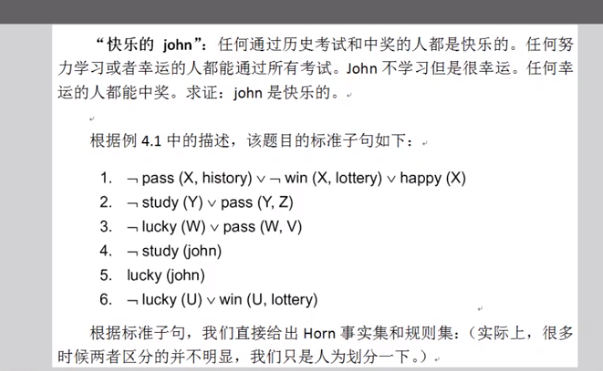 “快乐的 john”：任何通过历史考试和中奖的人都是快乐的。任何努
力学习或者幸运的人都能通过所有考试。John 不学习但是很幸运。任何幸
运的人都能中奖。求证：john 是快乐的。
根据例 4.1 中的描述，该题目的标准子句如下：
1. ¬ pass (X, history) ∨ ¬ win (X, lottery) ∨ happy (X)
2. ¬ study (Y) ∨ pass (Y, Z)
3. ¬ lucky (W) ∨ pass (W, V)
4. ¬ study (john)
5. lucky (john)
6. ¬ lucky (U) ∨ win (U, lottery)
根据标准子句，我们直接给出 Horn 事实集和规则集：（实际上，很多
时候两者区分的并不明显，我们只是人为划分一下。）